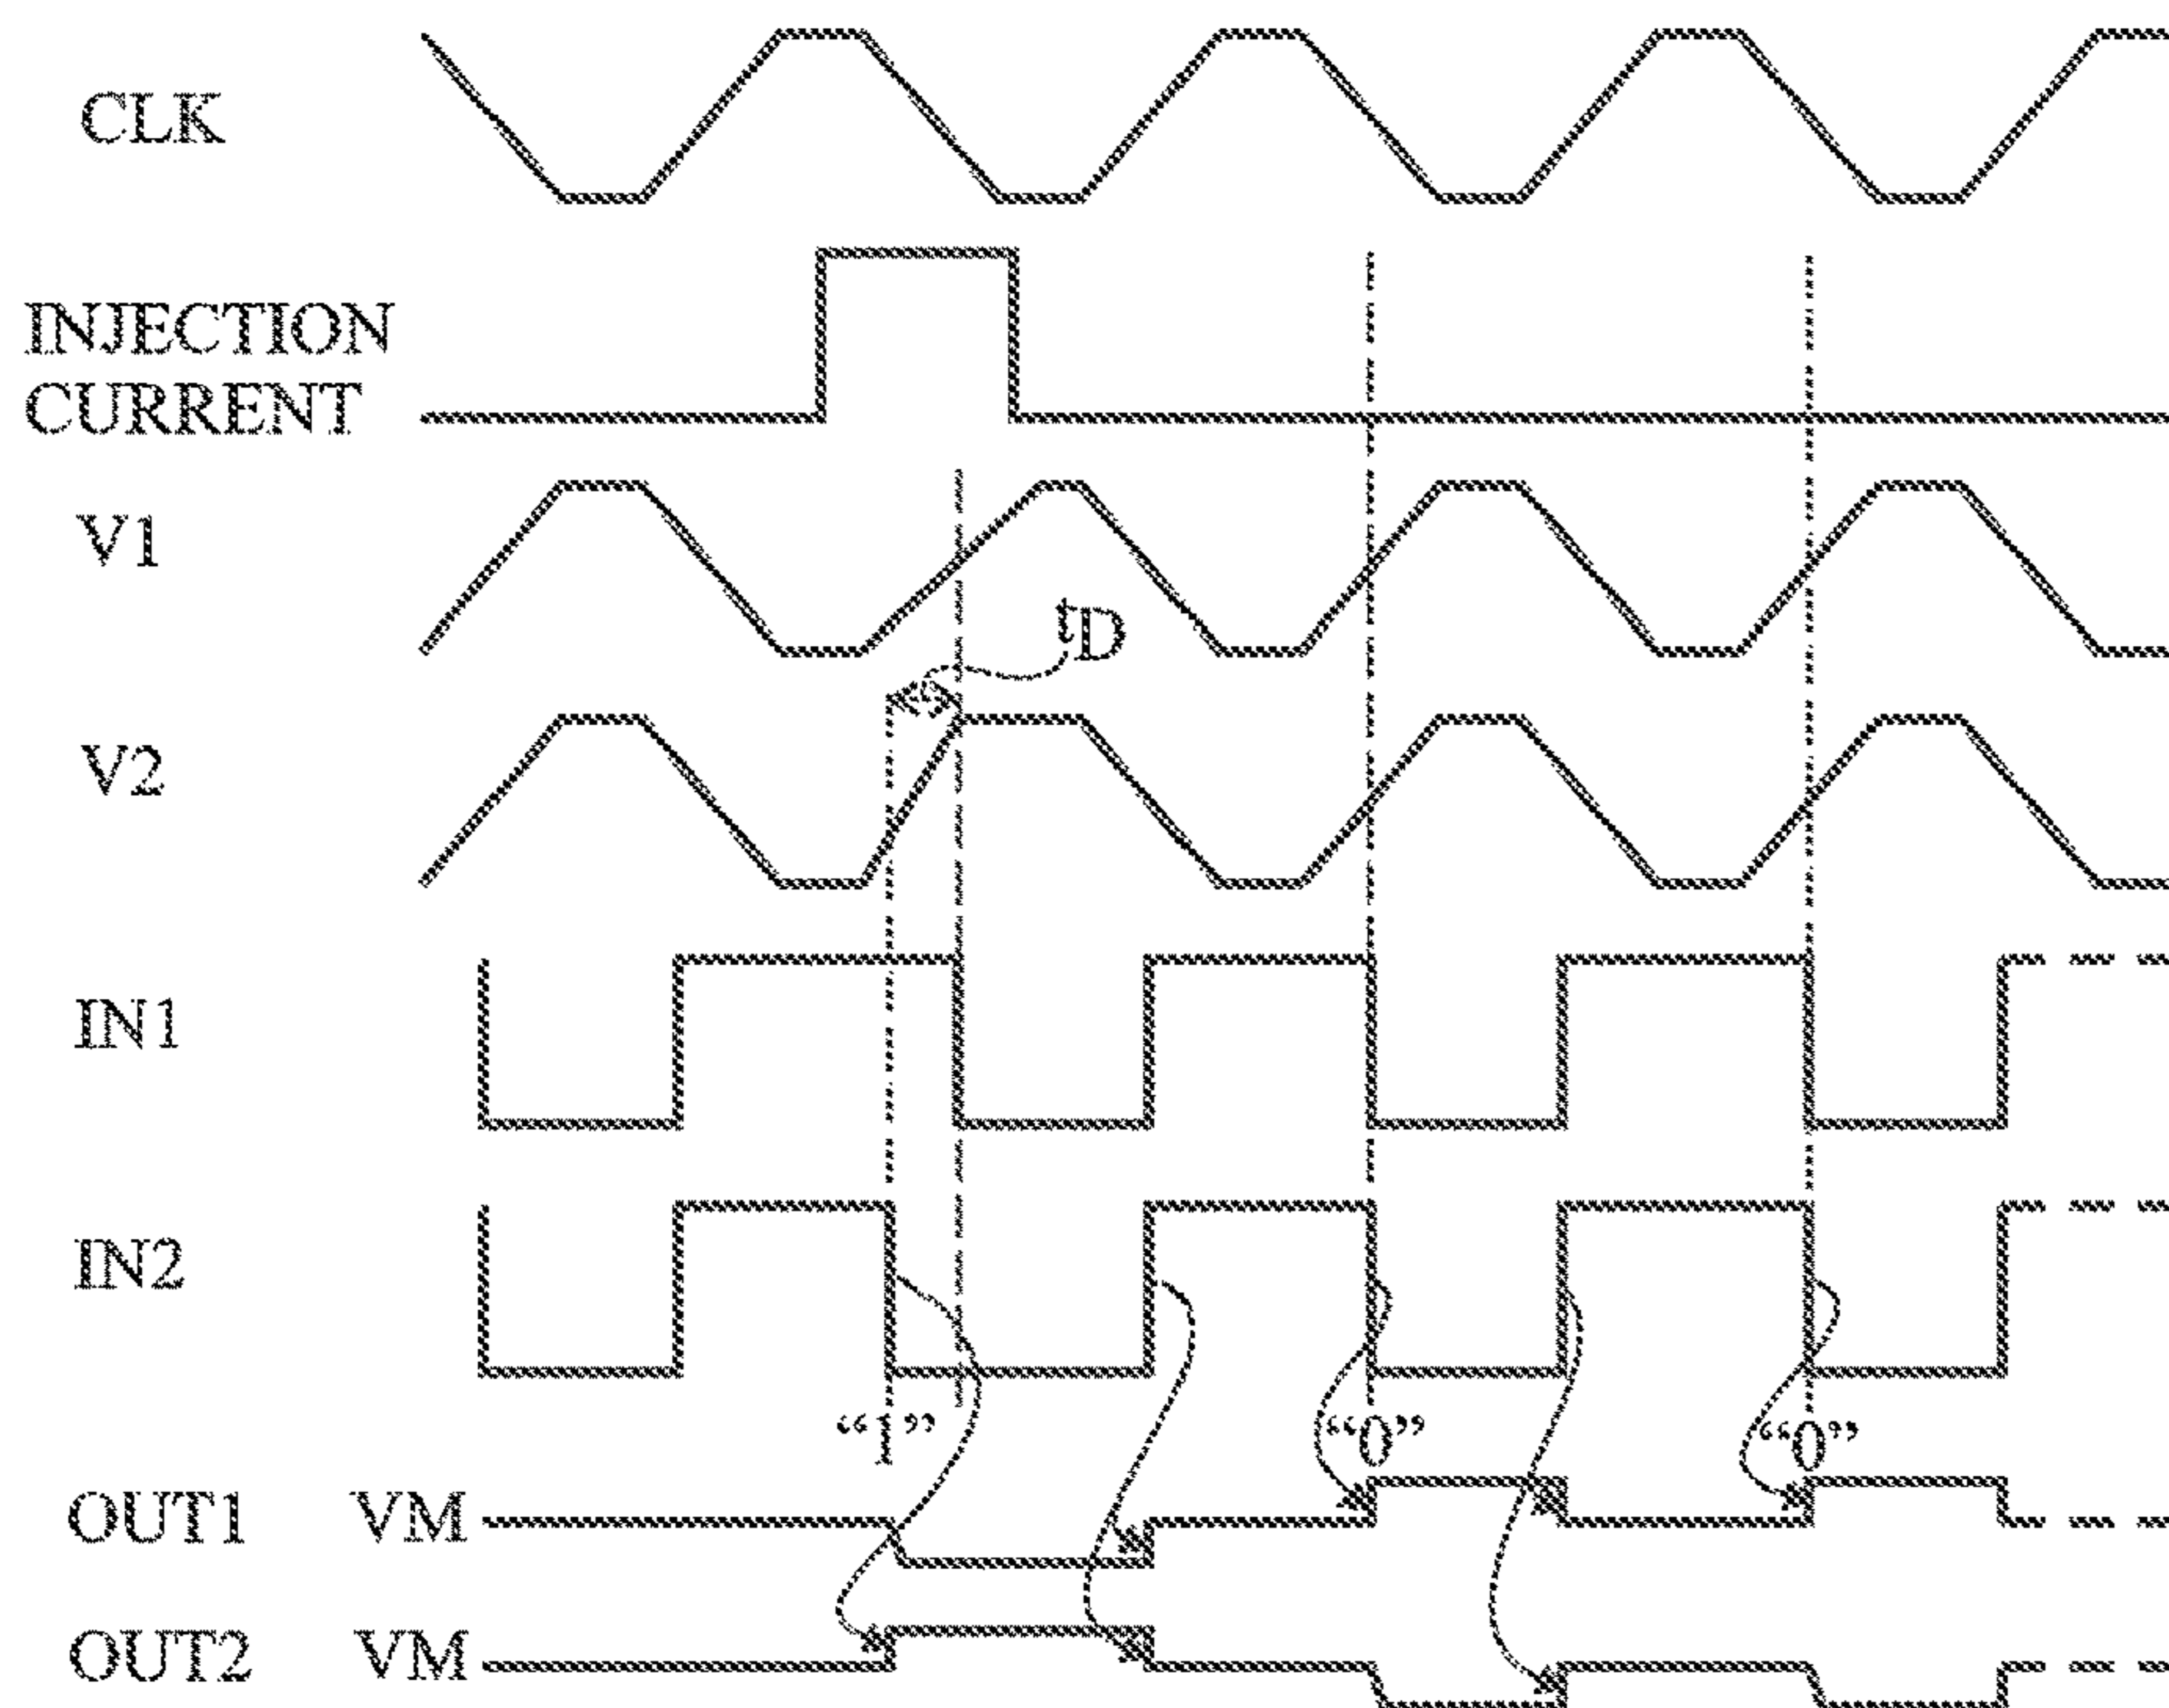 CLK
INJECTION
CURRENT
V1
tD
V2
IN1
IN2
“1” “0” “0”
OUT1 VM
OUT2 VM